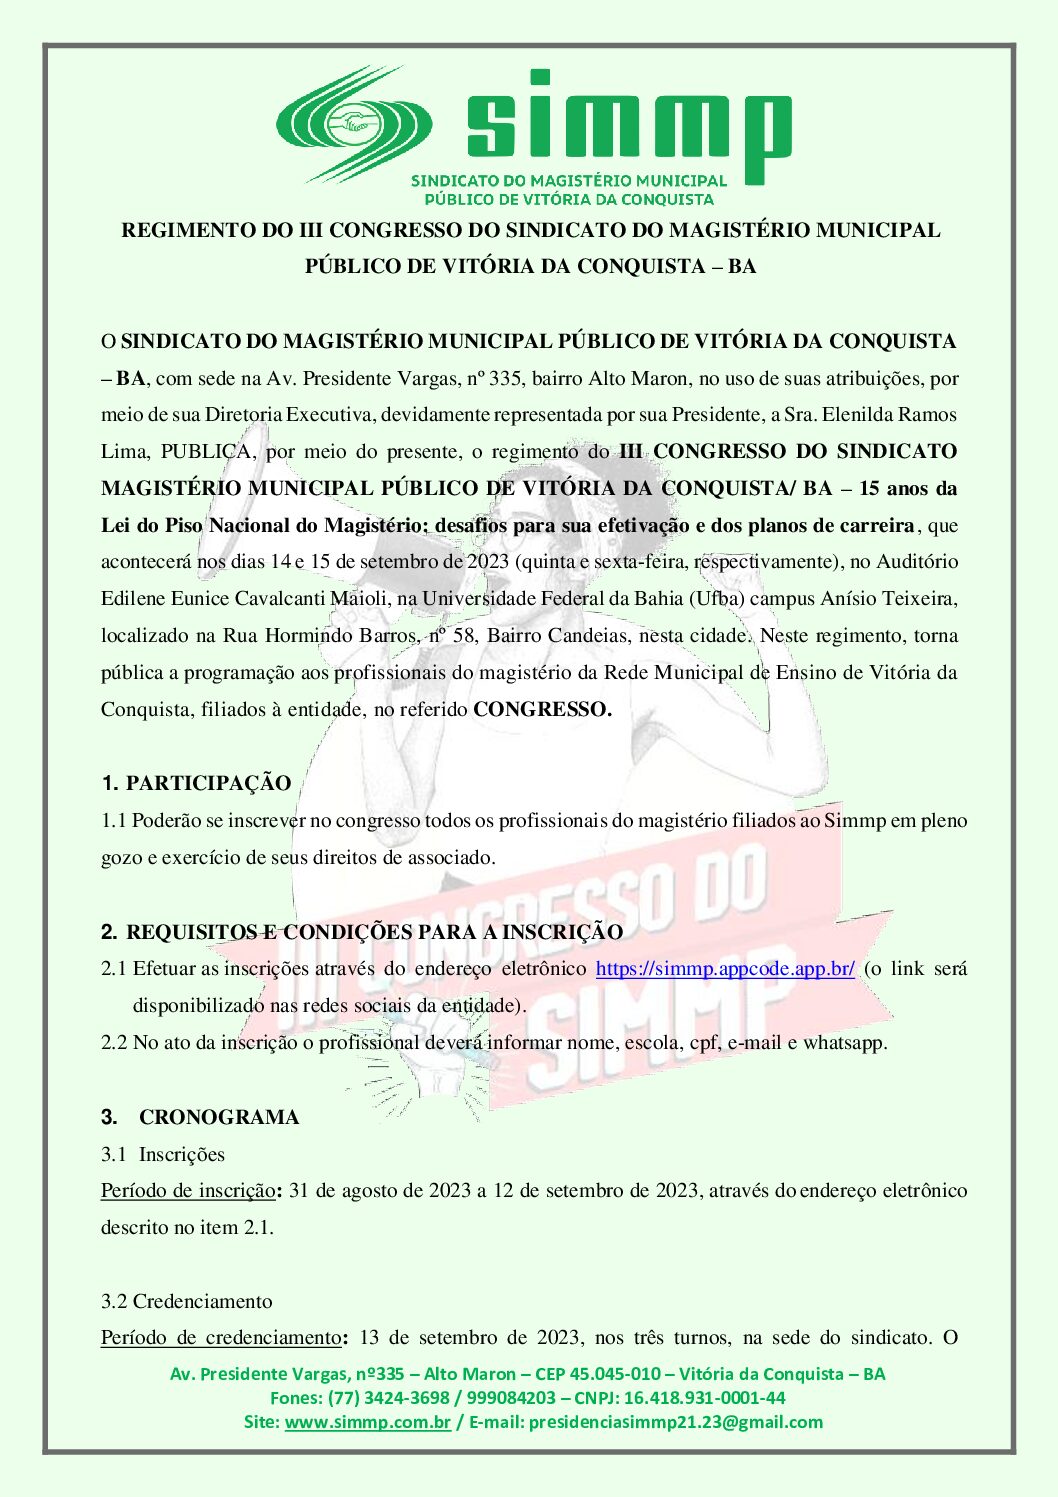 simmp
SINDICATO DO MAGISTÉRIO MUNICIPAL
PÚBLICO DE VITÓRIA DA CONQUISTA
REGIMENTO DO III CONGRESSO DO SINDICATO DO MAGISTÉRIO MUNICIPAL
PÚBLICO DE VITÓRIA DA CONQUISTA – BA
O SINDICATO DO MAGISTÉRIO MUNICIPAL PÚBLICO DE VITÓRIA DA CONQUISTA
– BA, com sede na Av. Presidente Vargas, nº 335, bairro Alto Maron, no uso de suas atribuições, por
meio de sua Diretoria Executiva, devidamente representada por sua Presidente, a Sra. Elenilda Ramos
Lima, PUBLICA, por meio do presente, o regimento do III CONGRESSO DO SINDICATO
MAGISTÉRIO MUNICIPAL PÚBLICO DE VITÓRIA DA CONQUISTA/ BA – 15 anos da
Lei do Piso Nacional do Magistério: desafios para sua efetivação e dos planos de carreira, que
acontecerá nos dias 14 e 15 de setembro de 2023 (quinta e sexta-feira, respectivamente), no Auditório
Edilene Eunice Cavalcanti Maioli, na Universidade Federal da Bahia (Ufba) campus Anísio Teixeira,
localizado na Rua Hormindo Barros, nº 58, Bairro Candeias, nesta cidade. Neste regimento, torna
pública a programação aos profissionais do magistério da Rede Municipal de Ensino de Vitória da
Conquista, filiados à entidade, no referido CONGRESSO.
1. PARTICIPAÇÃO
1.1 Poderão se inscrever no congresso todos os profissionais do magistério filiados ao Simmp em pleno
gozo e exercício de seus direitos de associado.
III CONGRESSO DO
SIMMP
2. REQUISITOS E CONDIÇÕES PARA A INSCRIÇÃO
2.1 Efetuar as inscrições através do endereço eletrônico https://simmp.appcode.app.br/ (o link será
disponibilizado nas redes sociais da entidade).
2.2 No ato da inscrição o profissional deverá informar nome, escola, cpf, e-mail e whatsapp.
3. CRONOGRAMA
3.1 Inscrições
Período de inscrição: 31 de agosto de 2023 a 12 de setembro de 2023, através do endereço eletrônico
descrito no item 2.1.
3.2 Credenciamento
Período de credenciamento: 13 de setembro de 2023, nos três turnos, na sede do sindicato. O
Av. Presidente Vargas, nº335 – Alto Maron – CEP 45.045-010 – Vitória da Conquista – BA
Fones: (77) 3424-3698 / 999084203 – CNPJ: 16.418.931-0001-44
Site: www.simmp.com.br / E-mail: presidenciasimmp21.23@gmail.com